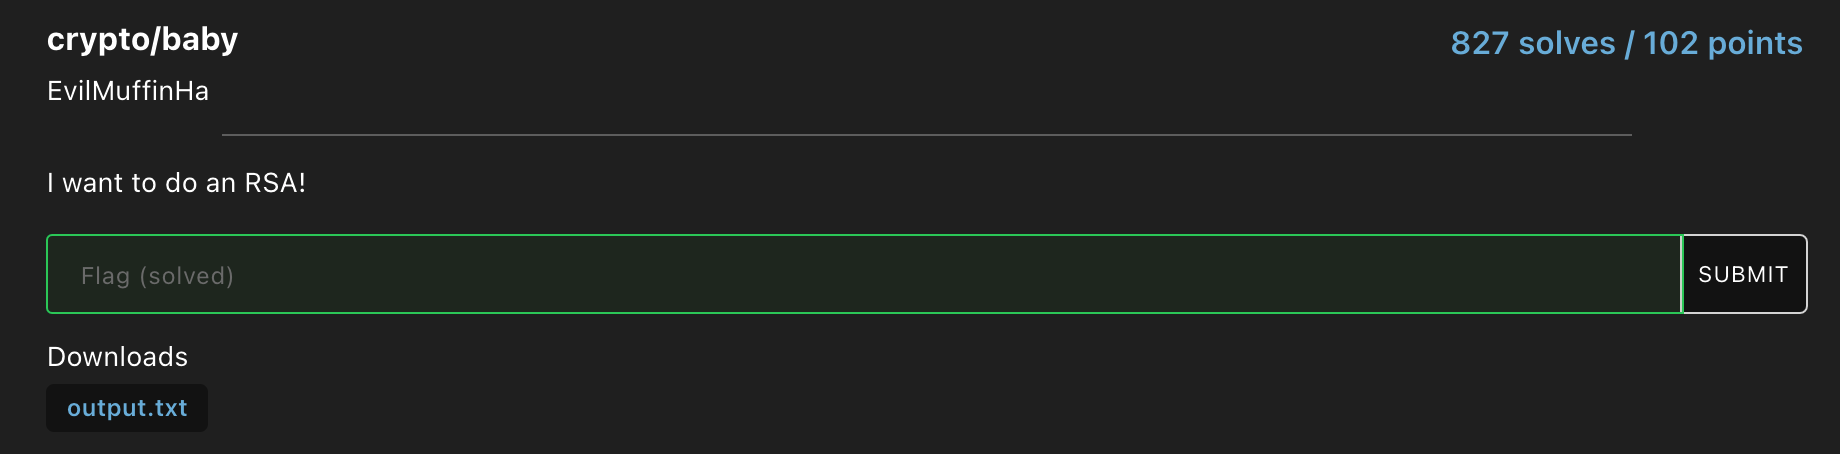 crypto/baby
827 solves / 102 points
EvilMuffinHa
I want to do an RSA!
Flag (solved)
SUBMIT
Downloads
output.txt